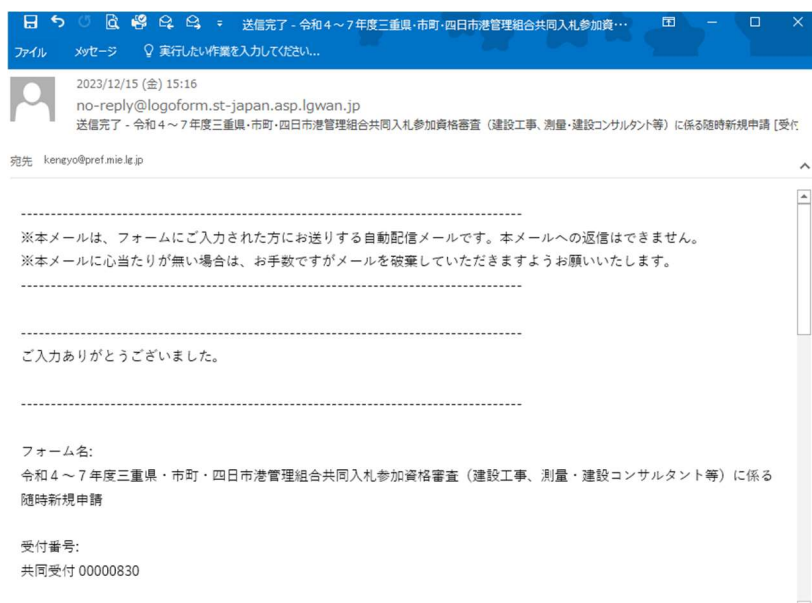 送信完了 - 令和４～７年度三重県・市町・四日市港管理組合共同入札参加資…
ファイル メッセージ 実行したい作業を入力してください...
2023/12/15 (金) 15:16
no-reply@logoform.st-japan.asp.lgwan.jp
送信完了 - 令和４～７年度三重県・市町・四日市港管理組合共同入札参加資格審査（建設工事、測量・建設コンサルタント等）に係る随時新規申請 [受付
宛先 kengyo@pref.mie.lg.jp
--------------------------------------------------------------------------------
※本メールは、フォームにご入力された方にお送りする自動配信メールです。本メールへの返信はできません。
※本メールに心当たりが無い場合は、お手数ですがメールを破棄していただきますようお願いいたします。
--------------------------------------------------------------------------------
--------------------------------------------------------------------------------
ご入力ありがとうございました。
--------------------------------------------------------------------------------
フォーム名:
令和４～７年度三重県・市町・四日市港管理組合共同入札参加資格審査（建設工事、測量・建設コンサルタント等）に係る
随時新規申請
受付番号:
共同受付 00000830